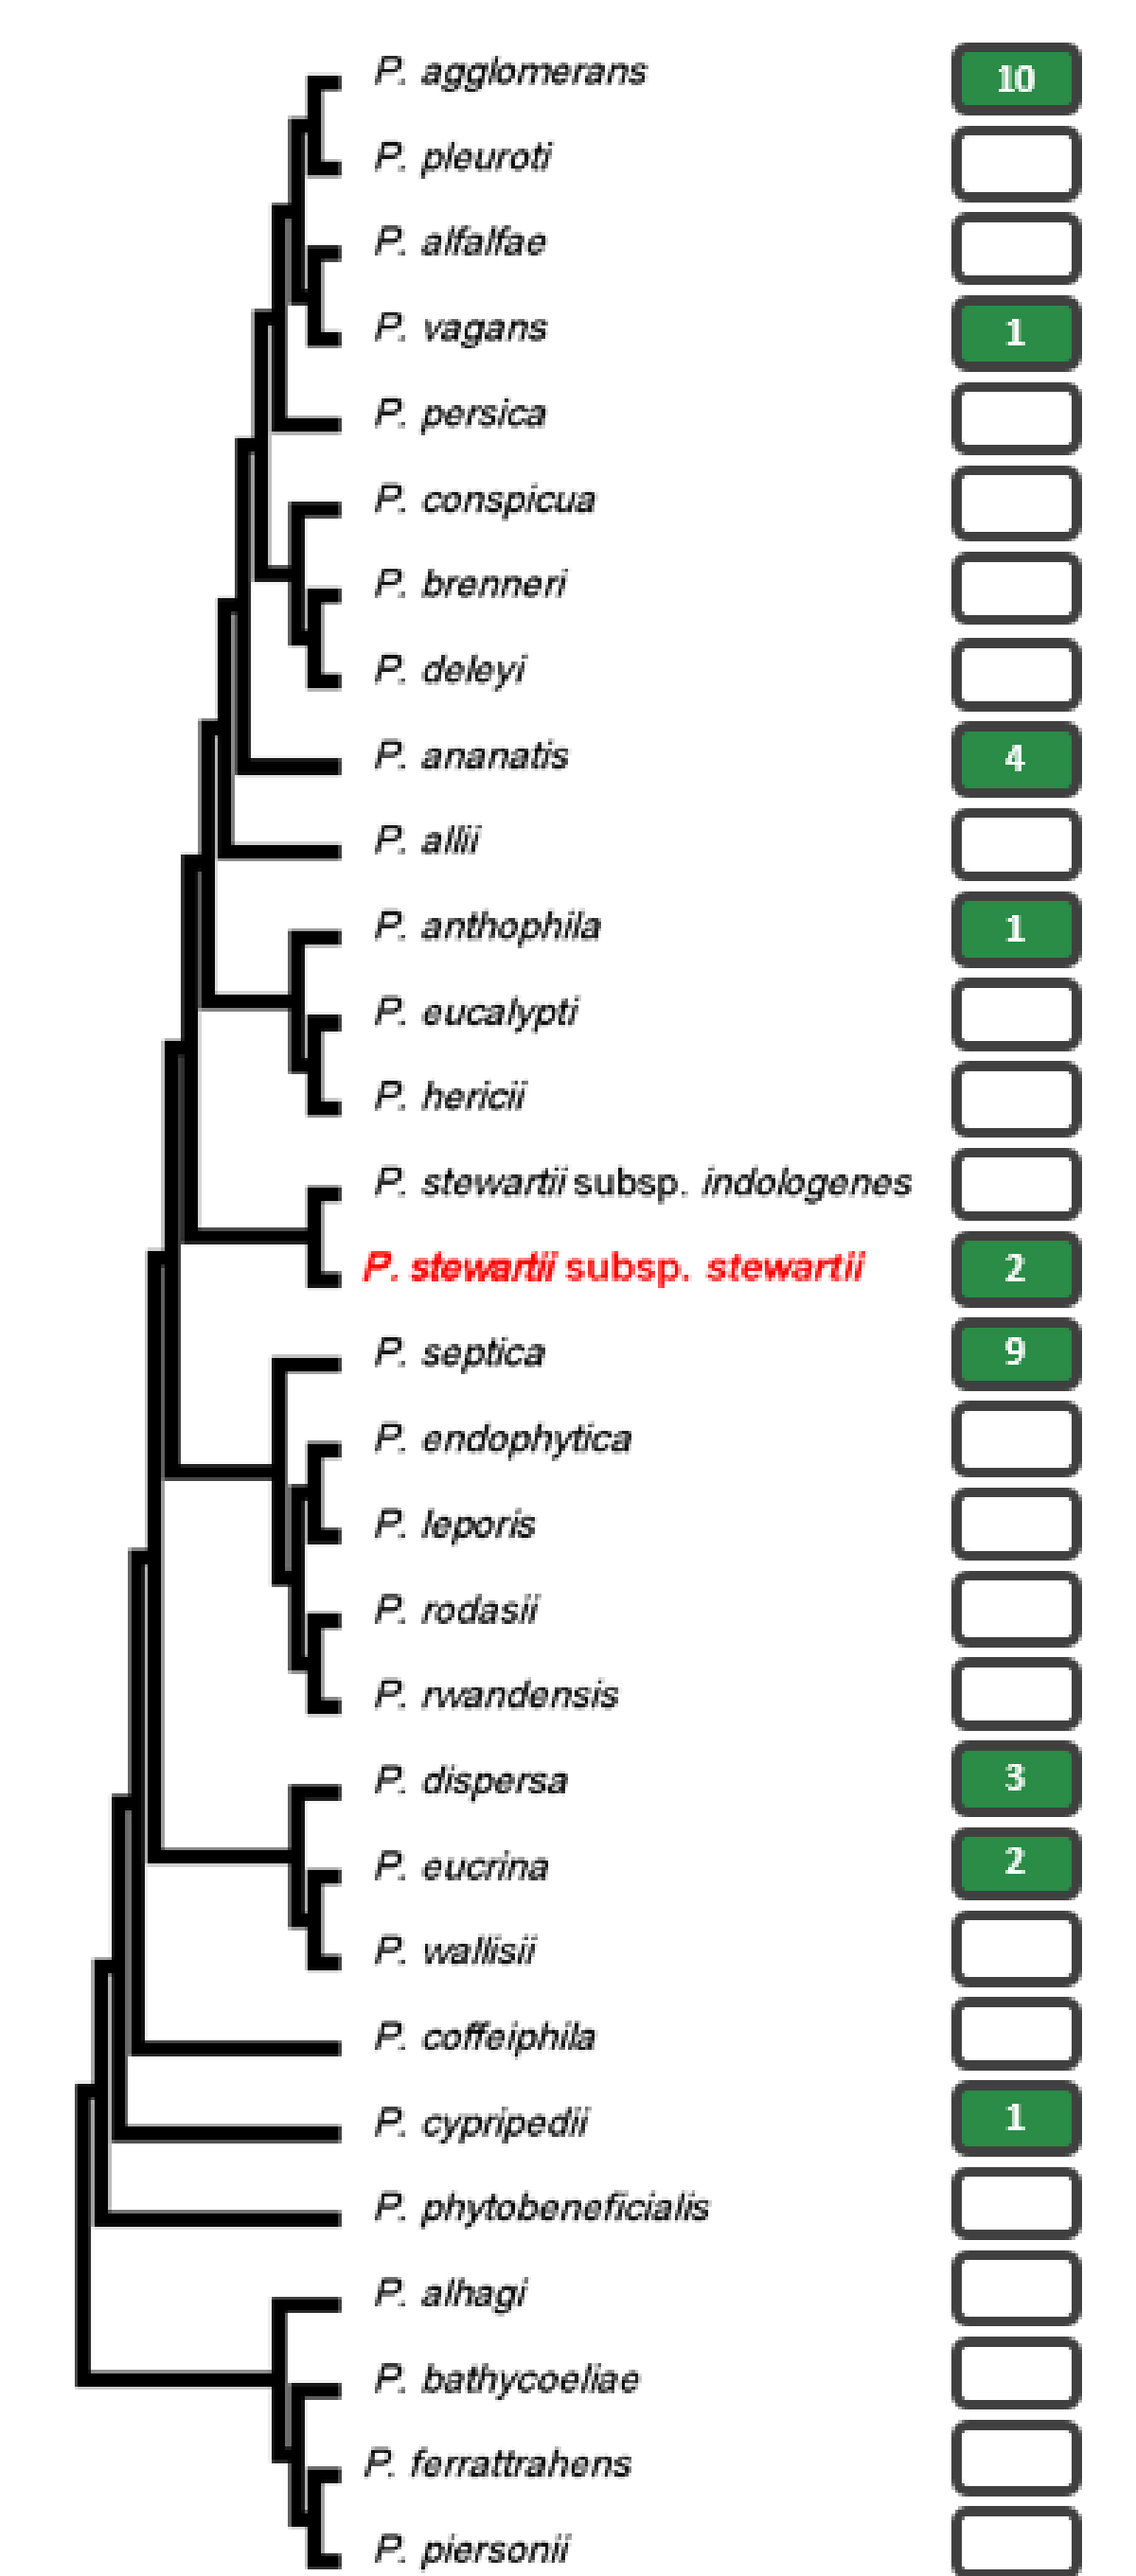 P. agglomerans 10
P. pleuroti
P. alfalfae
P. vagans 1
P. persica
P. conspicua
P. brenneri
P. deleyi
P. ananatis 4
P. allii
P. anthophila 1
P. eucalypti
P. hericii
P. stewartii subsp. indologenes
P. stewartii subsp. stewartii 2
P. septica 9
P. endophytica
P. leporis
P. rodasii
P. rwandensis
P. dispersa 3
P. eucrina 2
P. wallisii
P. coffeiphila
P. cypripedii 1
P. phytobeneficialis
P. alhagi
P. bathycoeliae
P. ferrattrahens
P. piersonii